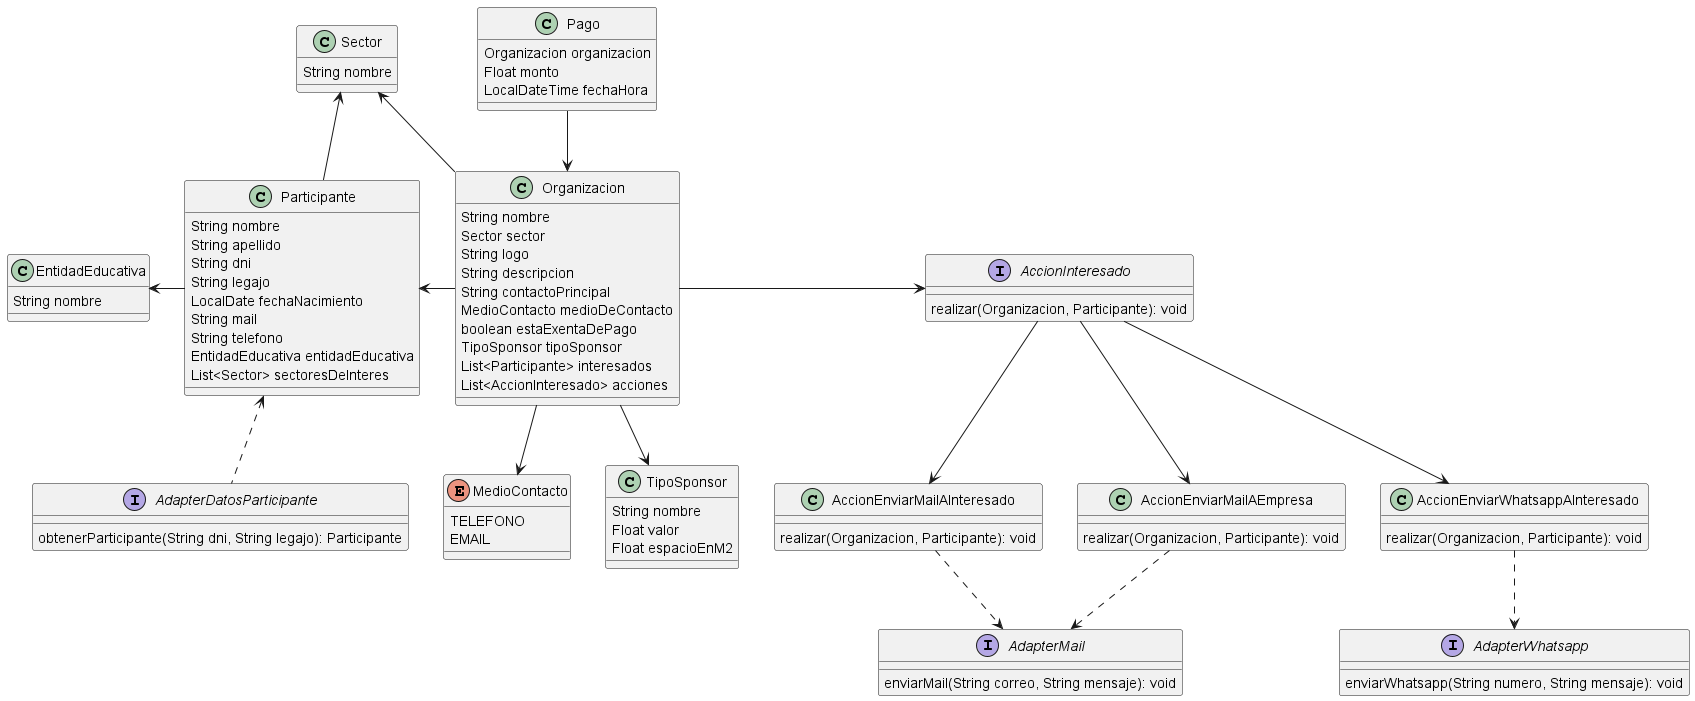 C Sector
String nombre
C Pago
Organizacion organizacion
Float monto
LocalDateTime fechaHora
C EntidadEducativa
String nombre
C Participante
String nombre
String apellido
String dni
String legajo
LocalDate fechaNacimiento
String mail
String telefono
EntidadEducativa entidadEducativa
List<Sector> sectoresDeInteres
C Organizacion
String nombre
Sector sector
String logo
String descripcion
String contactoPrincipal
MedioContacto medioDeContacto
boolean estaExentaDePago
TipoSponsor tipoSponsor
List<Participante> interesados
List<AccionInteresado> acciones
I AccionInteresado
realizar(Organizacion, Participante): void
I AdapterDatosParticipante
obtenerParticipante(String dni, String legajo): Participante
E MedioContacto
TELEFONO
EMAIL
C TipoSponsor
String nombre
Float valor
Float espacioEnM2
C AccionEnviarMailAInteresado
realizar(Organizacion, Participante): void
C AccionEnviarMailAEmpresa
realizar(Organizacion, Participante): void
C AccionEnviarWhatsappAInteresado
realizar(Organizacion, Participante): void
I AdapterMail
enviarMail(String correo, String mensaje): void
I AdapterWhatsapp
enviarWhatsapp(String numero, String mensaje): void